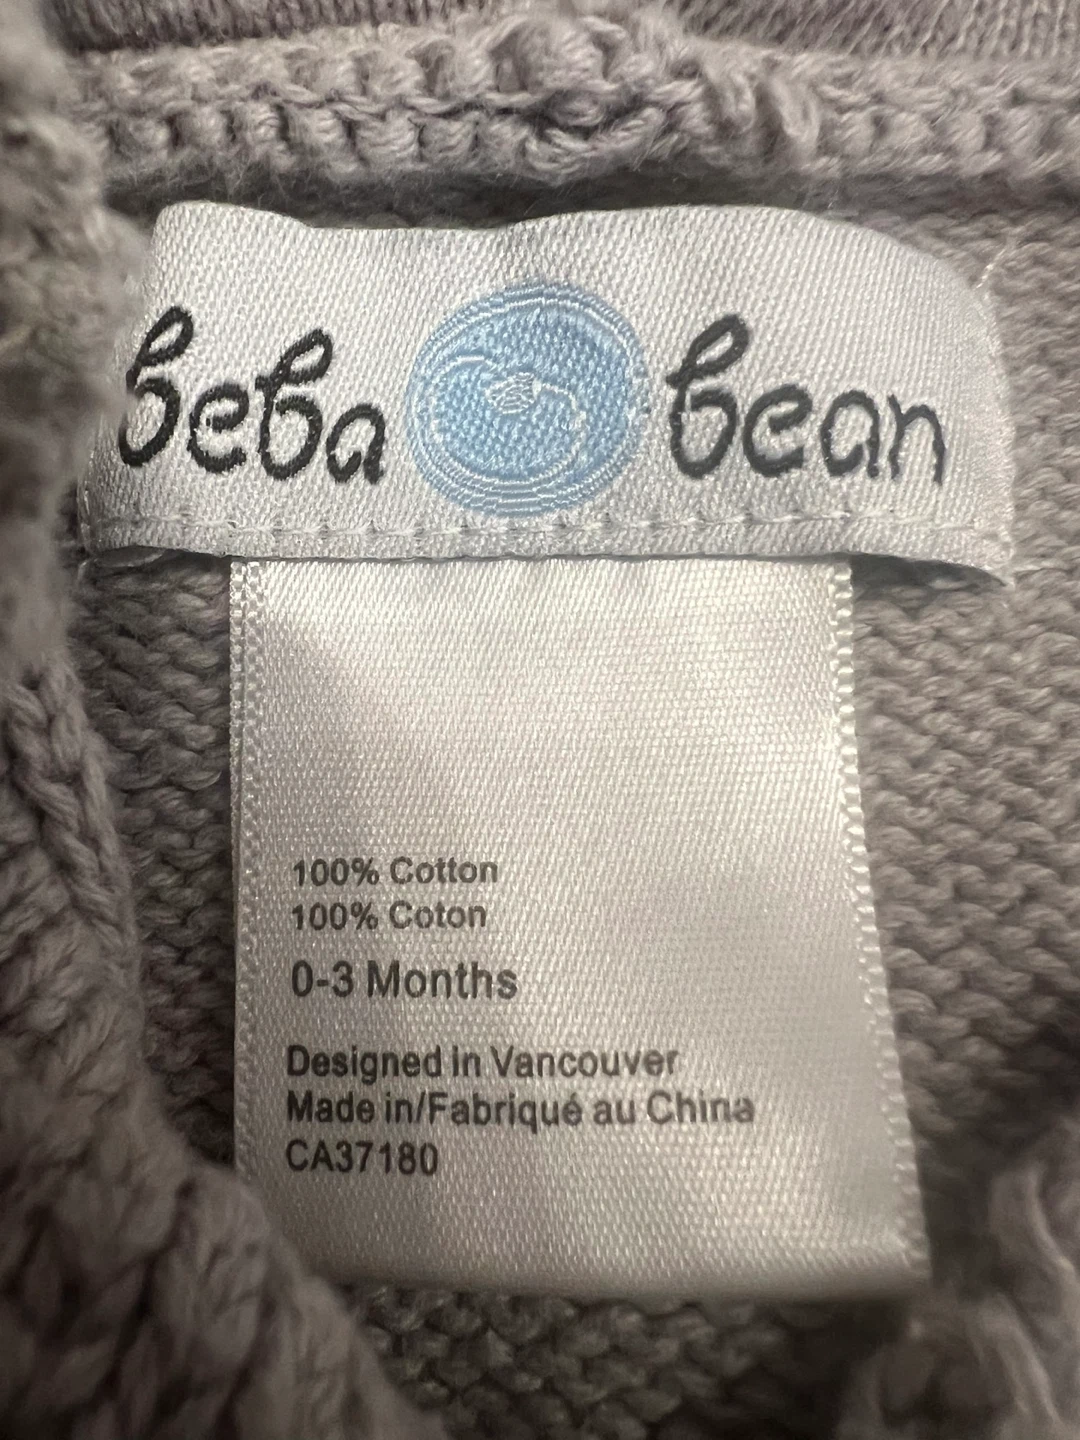 beba bean
100% Cotton
100% Coton
0-3 Months
Designed in Vancouver
Made in/Fabriqué au China
CA37180